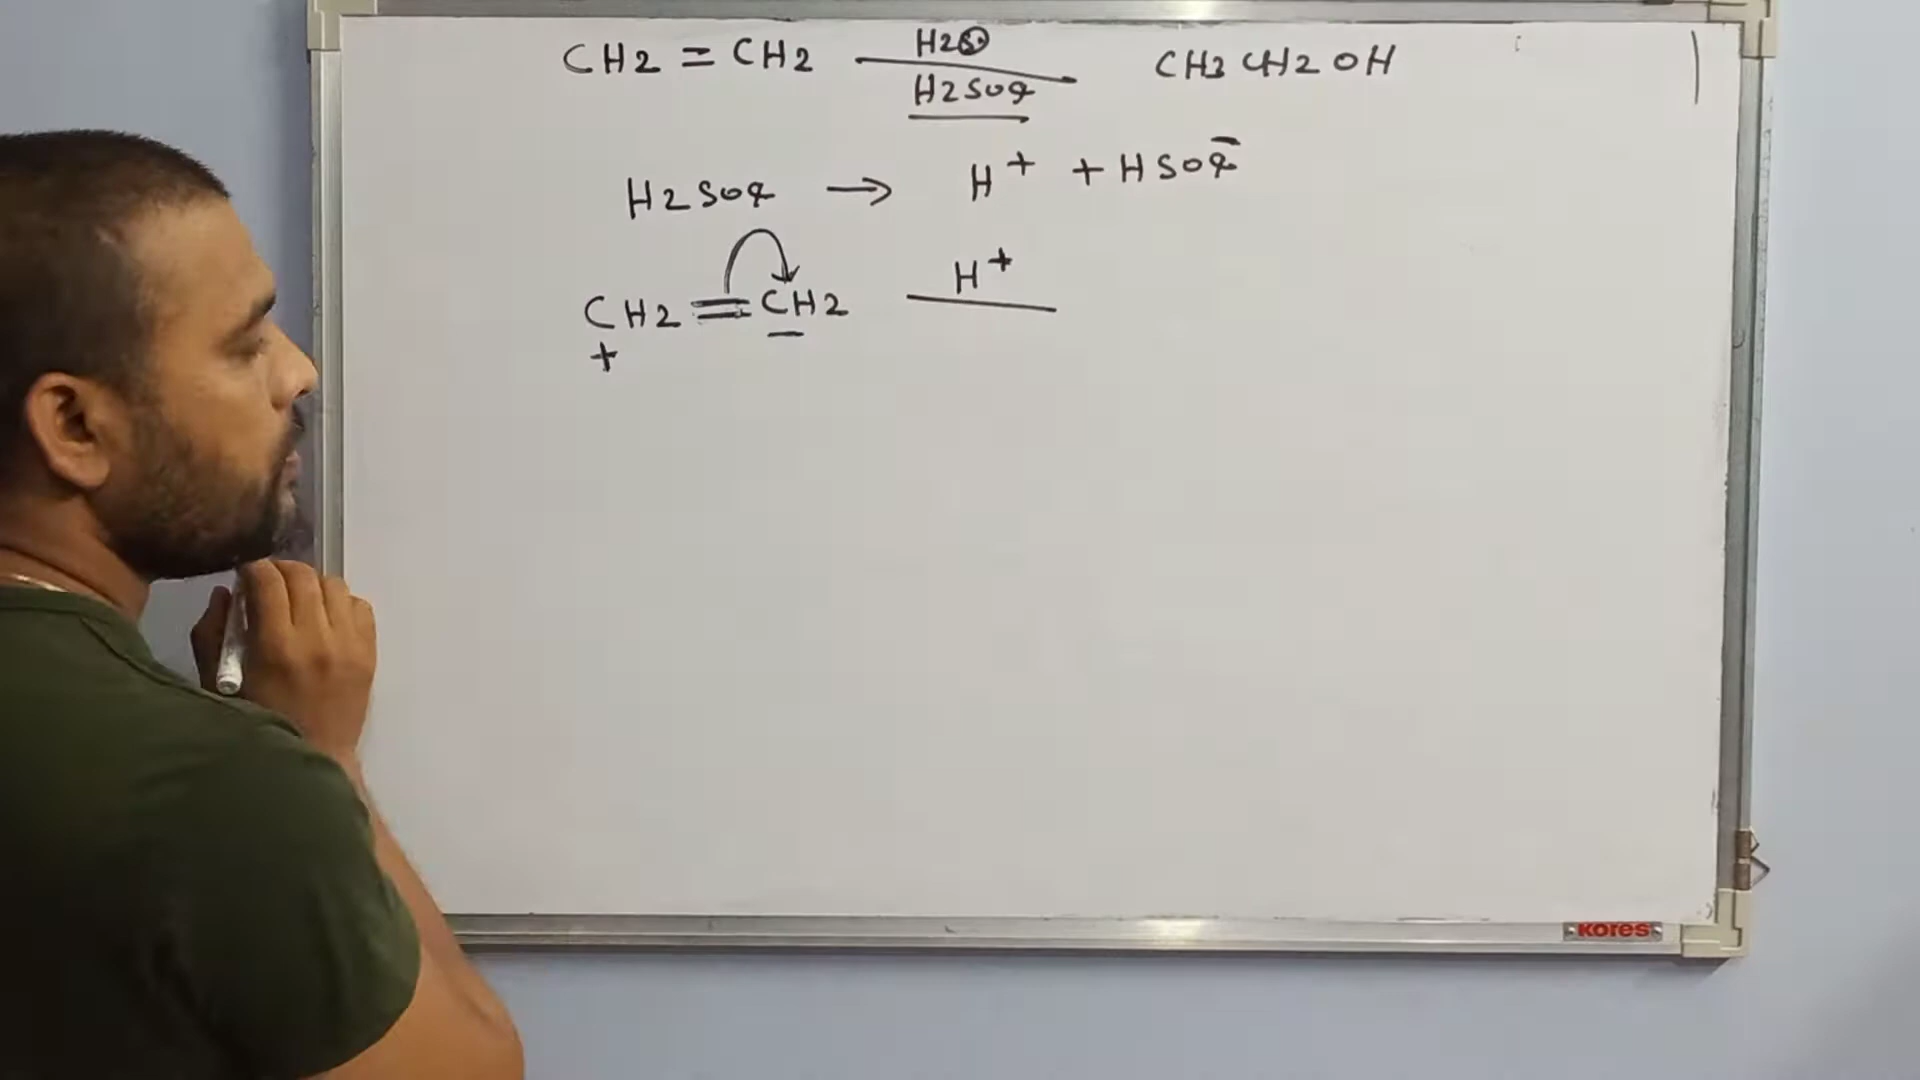 CH2 = CH2 H2O / H2SO4 CH3 CH2 OH
H2SO4 → H+ + HSO4-
CH2 = CH2 H+
+ -
KORES